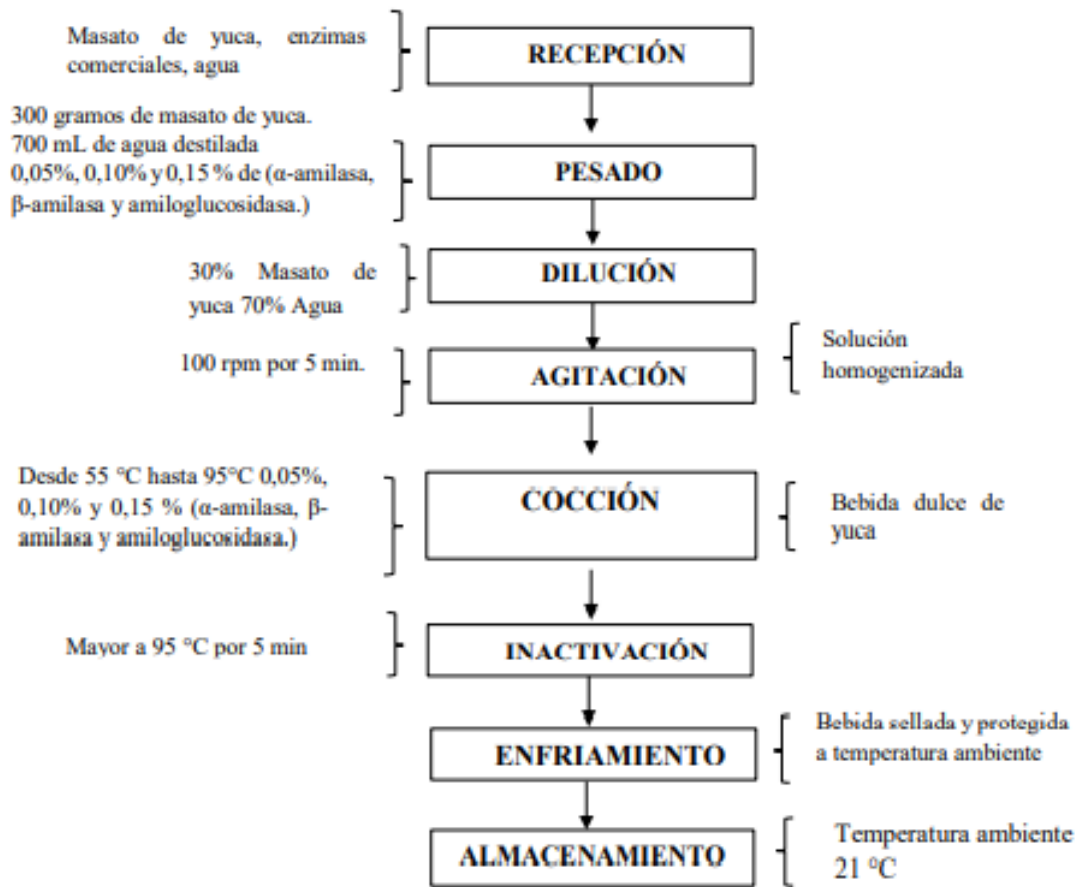 Masato de yuca, enzimas
comerciales, agua
RECEPCIÓN
300 gramos de masato de yuca.
700 mL de agua destilada
0,05%, 0,10% y 0,15 % de (α-amilasa,
β-amilasa y amiloglucosidasa.)
PESADO
30% Masato de
yuca 70% Agua
DILUCIÓN
100 rpm por 5 min.
AGITACIÓN
Solución
homogenizada
Desde 55 °C hasta 95°C 0,05%,
0,10% y 0,15 % (α-amilasa, β-
amilasa y amiloglucosidasa.)
COCCIÓN
Bebida dulce de
yuca
Mayor a 95 °C por 5 min
INACTIVACIÓN
ENFRIAMIENTO
Bebida sellada y protegida
a temperatura ambiente
ALMACENAMIENTO
Temperatura ambiente
21 °C